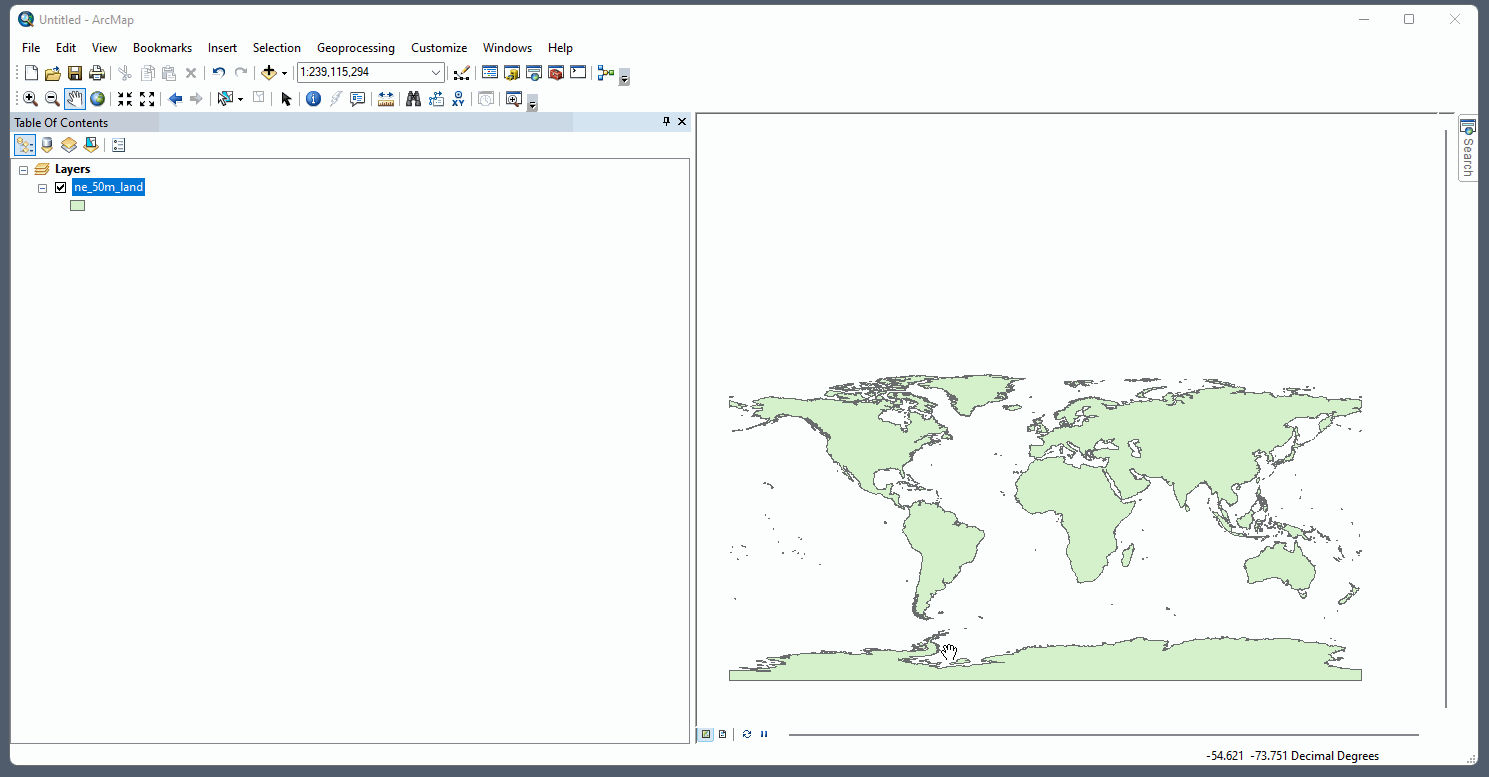 Untitled - ArcMap
File Edit View Bookmarks Insert Selection Geoprocessing Customize Windows Help
1:239,115,294
XY
Table Of Contents
Search
Layers
ne_50m_land
-54.621 -73.751 Decimal Degrees